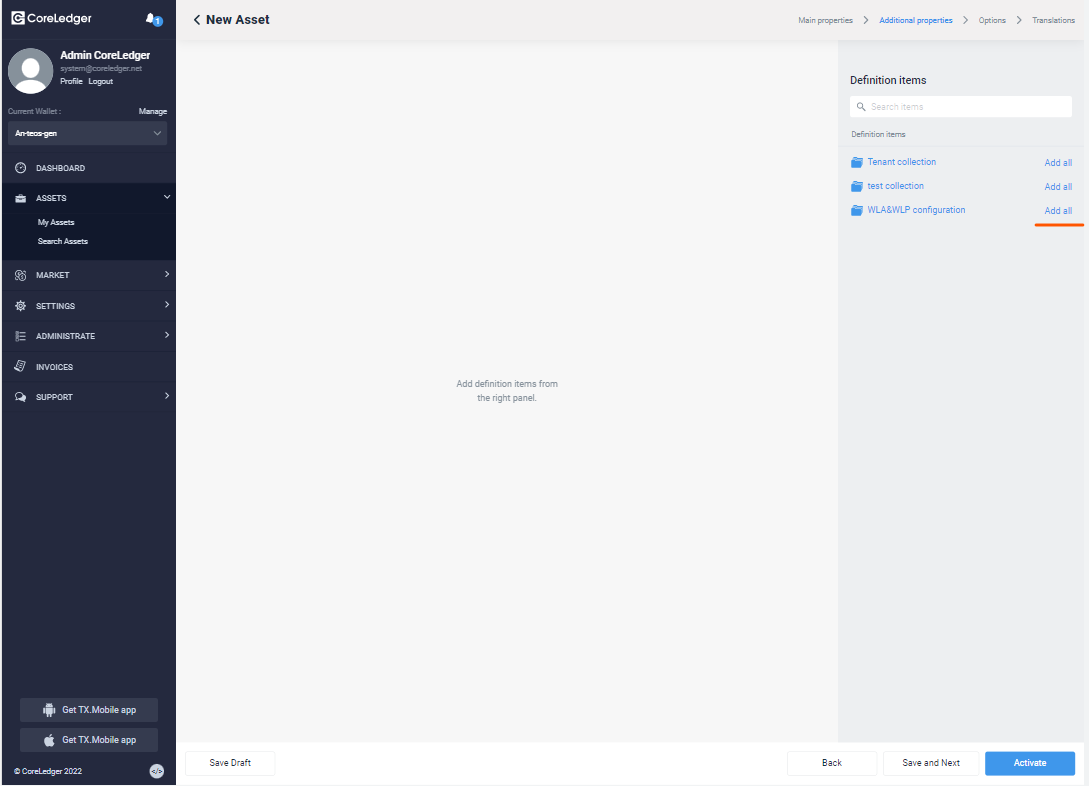 CoreLedger
1
Admin CoreLedger
system@coreledger.net
Profile Logout
Current Wallet :
Manage
An-teos-gen
DASHBOARD
ASSETS
My Assets
Search Assets
MARKET
SETTINGS
ADMINISTRATE
INVOICES
SUPPORT
Get TX.Mobile app
Get TX.Mobile app
© CoreLedger 2022
</>
New Asset
Main properties
Additional properties
Options
Translations
Add definition items from
the right panel.
Definition items
Search items
Definition items
Tenant collection Add all
test collection Add all
WLA&WLP configuration Add all
Save Draft
Back
Save and Next
Activate